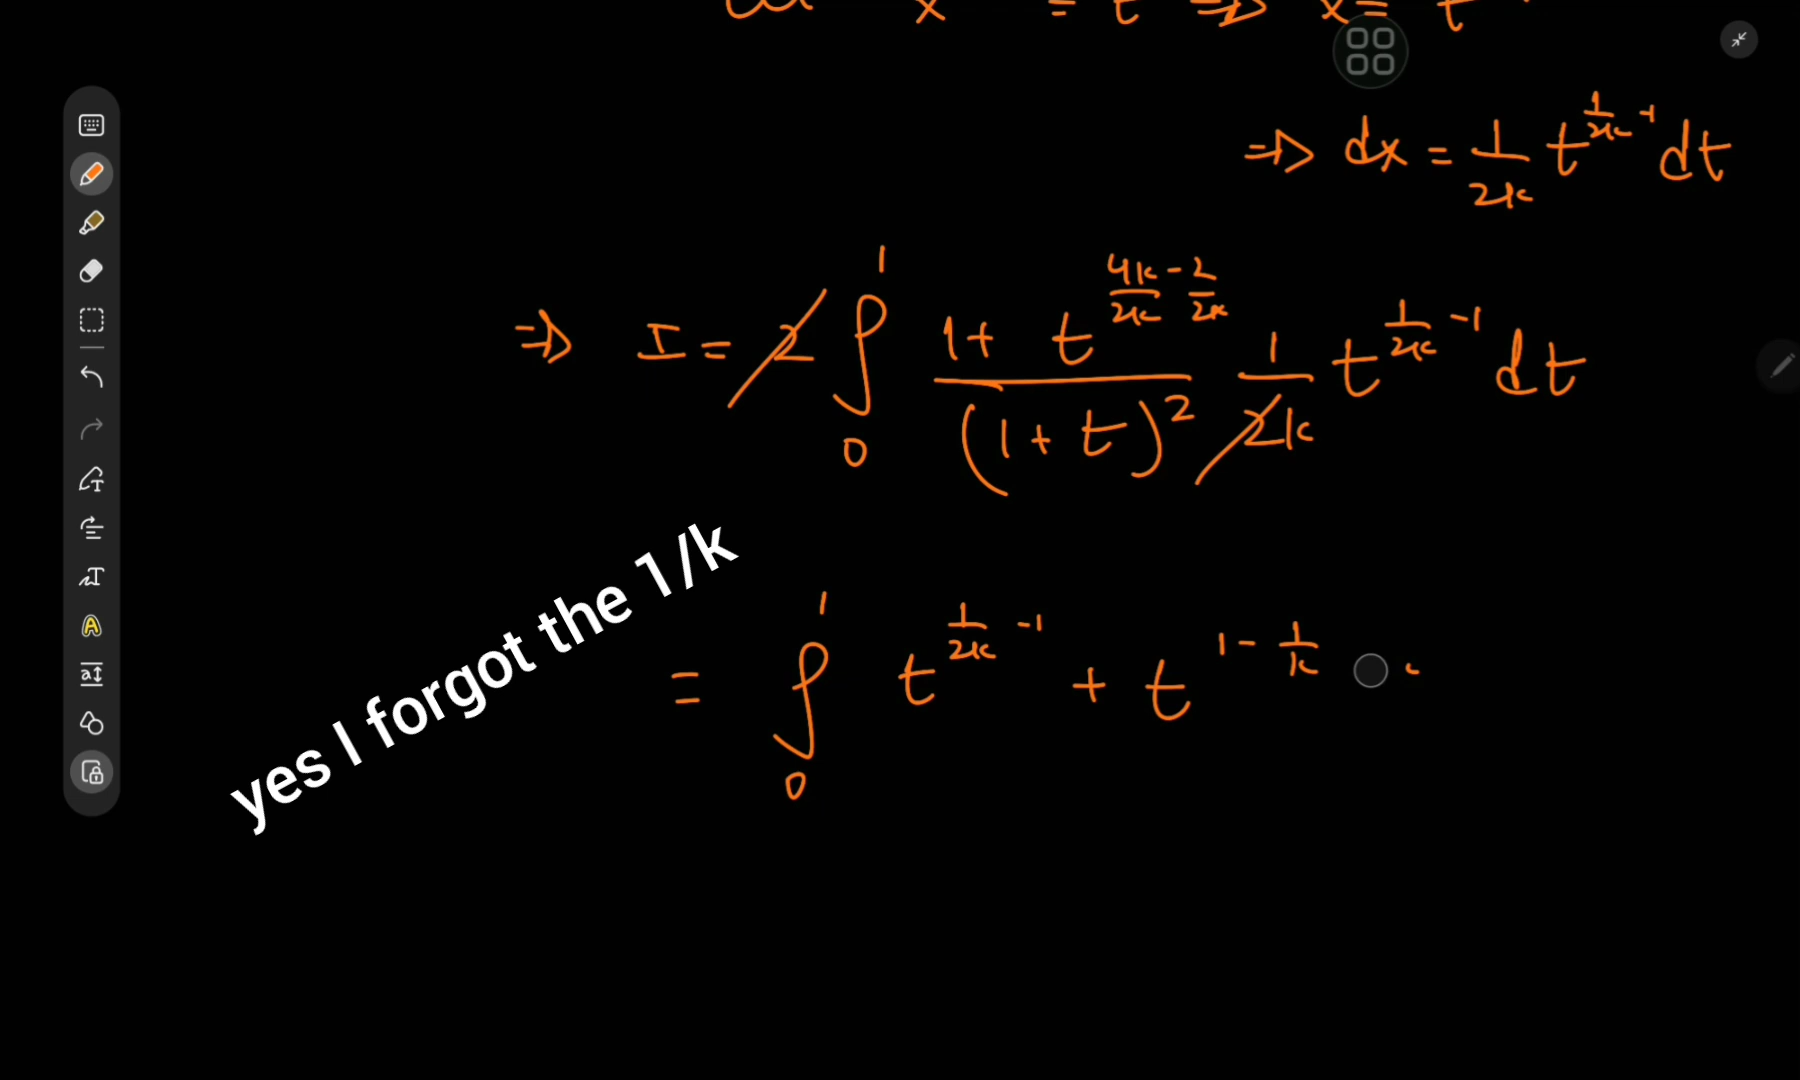 x = t ⇒ x = t
⇒ dx = 1/2k t^(1/2k -1) dt
⇒ I = 2 ∫₀¹ (1 + t^(4k/2k - 2/2k))/(1 + t)² 1/2k t^(1/2k -1) dt
yes I forgot the 1/k
= ∫₀¹ t^(1/2k -1) + t^(1 - 1/k)